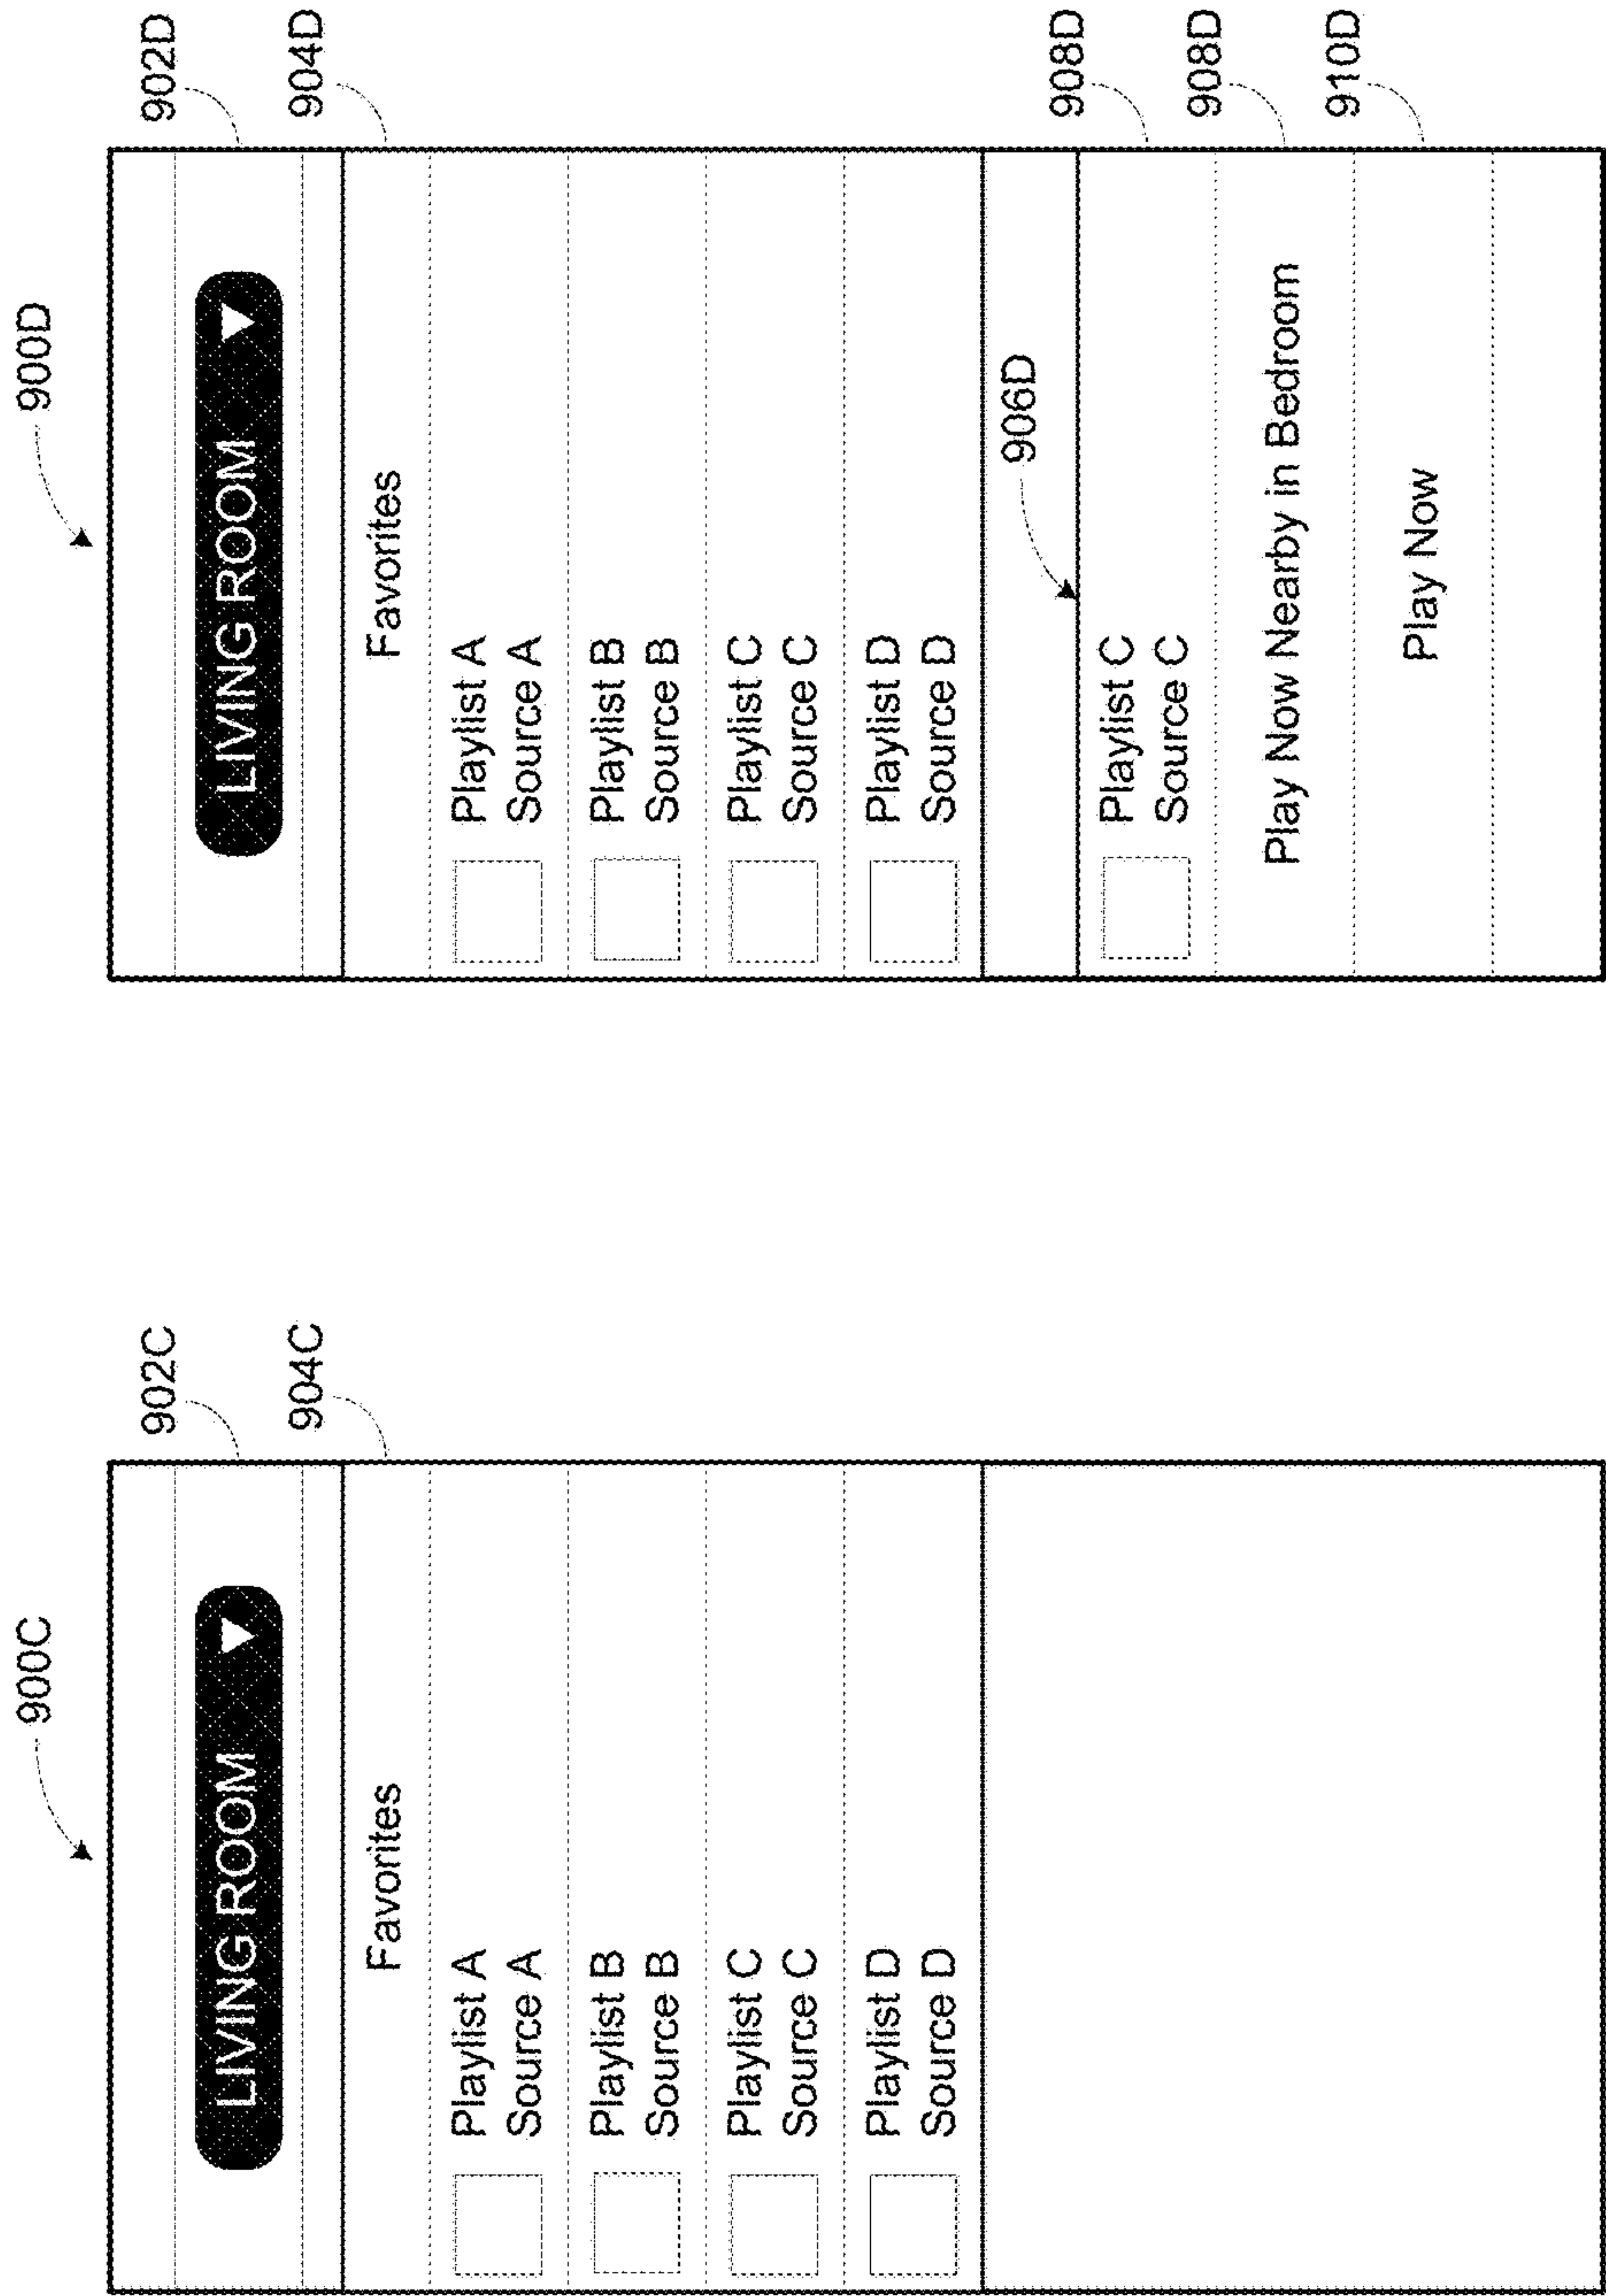 900C
LIVING ROOM
902C
Favorites
904C
Playlist A
Source A
Playlist B
Source B
Playlist C
Source C
Playlist D
Source D
900D
LIVING ROOM
902D
Favorites
904D
Playlist A
Source A
Playlist B
Source B
Playlist C
Source C
Playlist D
Source D
906D
Playlist C
Source C
908D
Play Now Nearby in Bedroom
908D
Play Now
910D